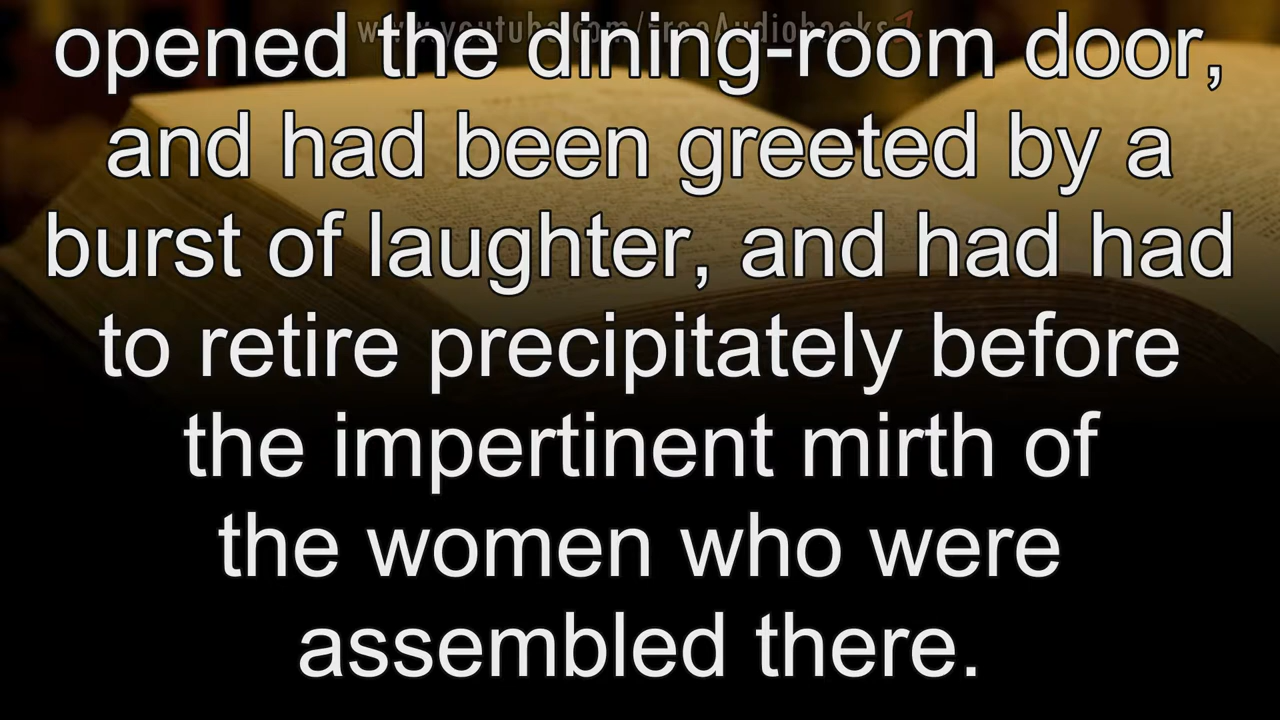 www.youtube.com/FreeAudiobooks
opened the dining-room door,
and had been greeted by a
burst of laughter, and had had
to retire precipitately before
the impertinent mirth of
the women who were
assembled there.